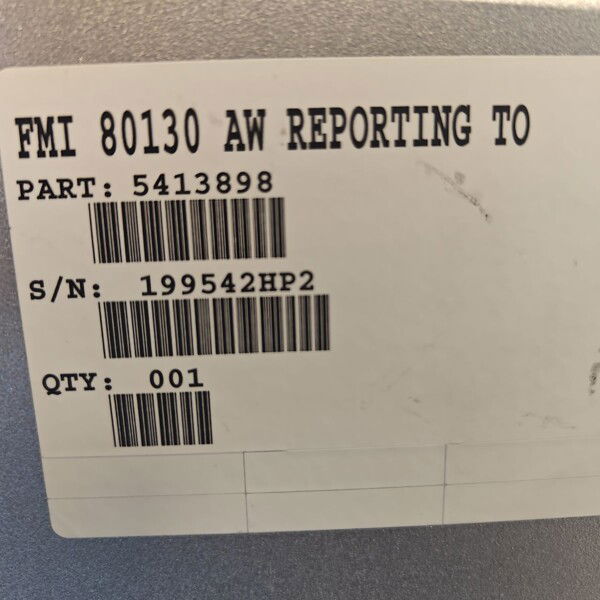 FMI 80130 AW REPORTING TO
PART: 5413898
S/N: 199542HP2
QTY: 001